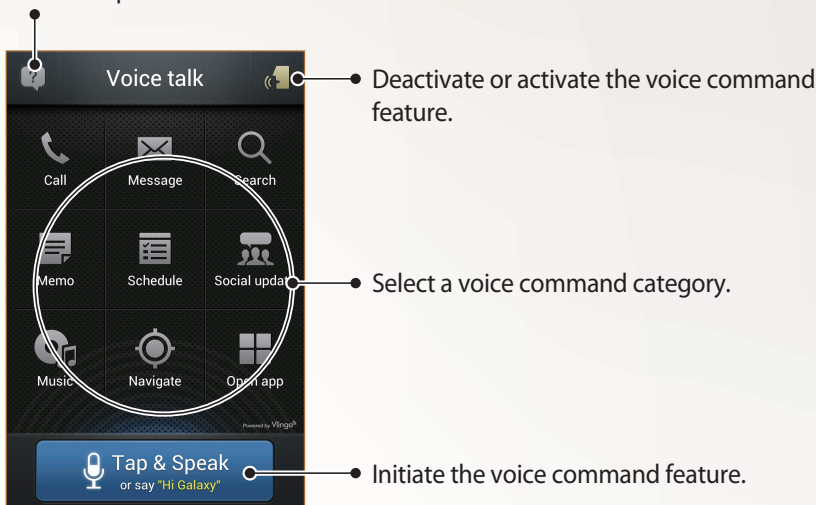 Voice talk
Deactivate or activate the voice command
feature.
Call Message Search
Memo Schedule Social updat
Select a voice command category.
Music Navigate Open app
Powered by Vlingo
Tap & Speak
or say "Hi Galaxy"
Initiate the voice command feature.